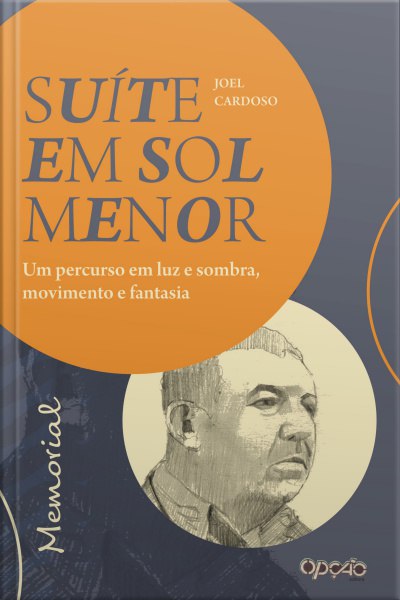 SUÍTE
EM SOL
MENOR
JOEL
CARDOSO
Um percurso em luz e sombra,
movimento e fantasia
Memorial
OPÇÃO